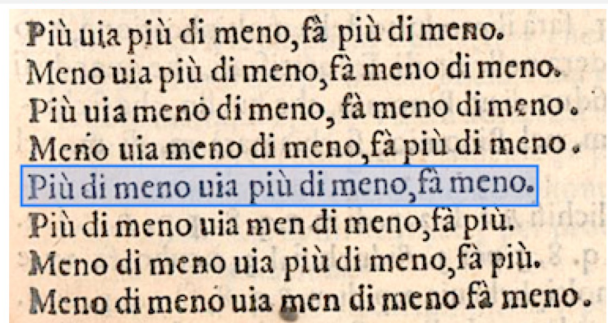 Più uia più di meno, fà più di meno.
Meno uia più di meno, fà meno di meno.
Più uia meno di meno, fà meno di meno.
Meno uia meno di meno, fà più di meno.
Più di meno uia più di meno, fà meno.
Più di meno uia men di meno, fà più.
Meno di meno uia più di meno, fà più.
Meno di meno uia men di meno fà meno.